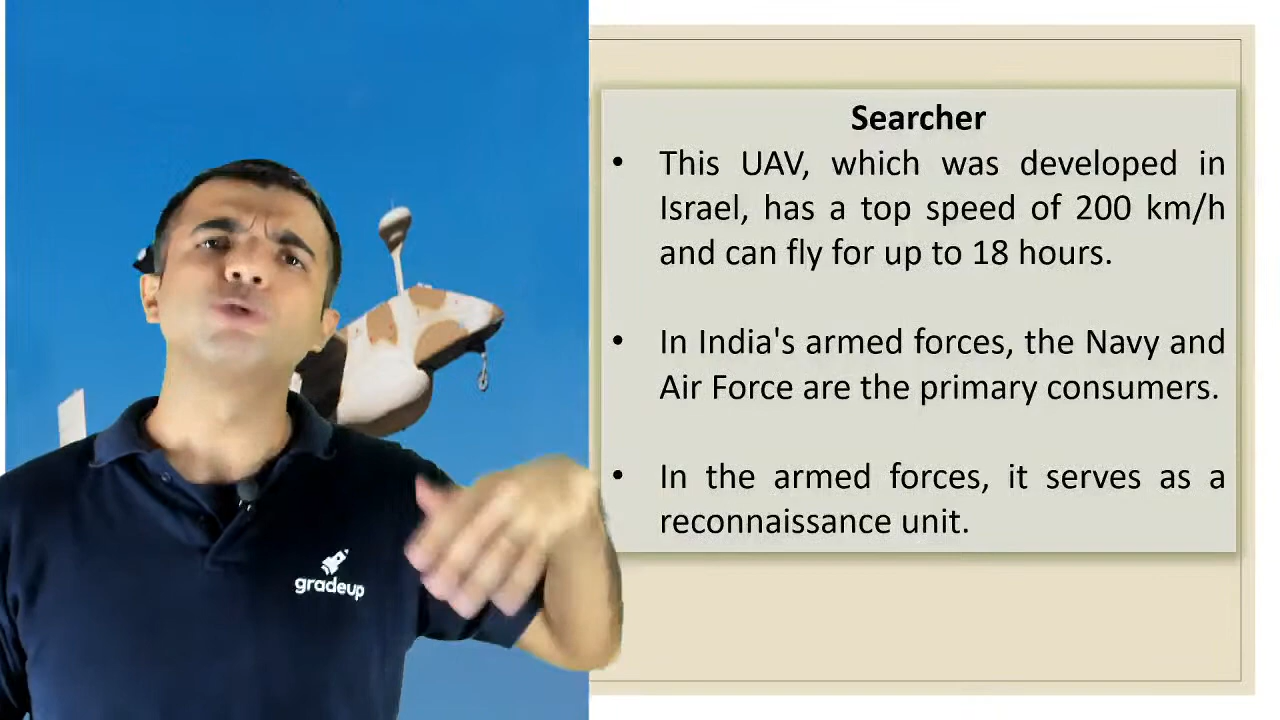 Searcher
• This UAV, which was developed in
Israel, has a top speed of 200 km/h
and can fly for up to 18 hours.
• In India's armed forces, the Navy and
Air Force are the primary consumers.
• In the armed forces, it serves as a
reconnaissance unit.
gradeup